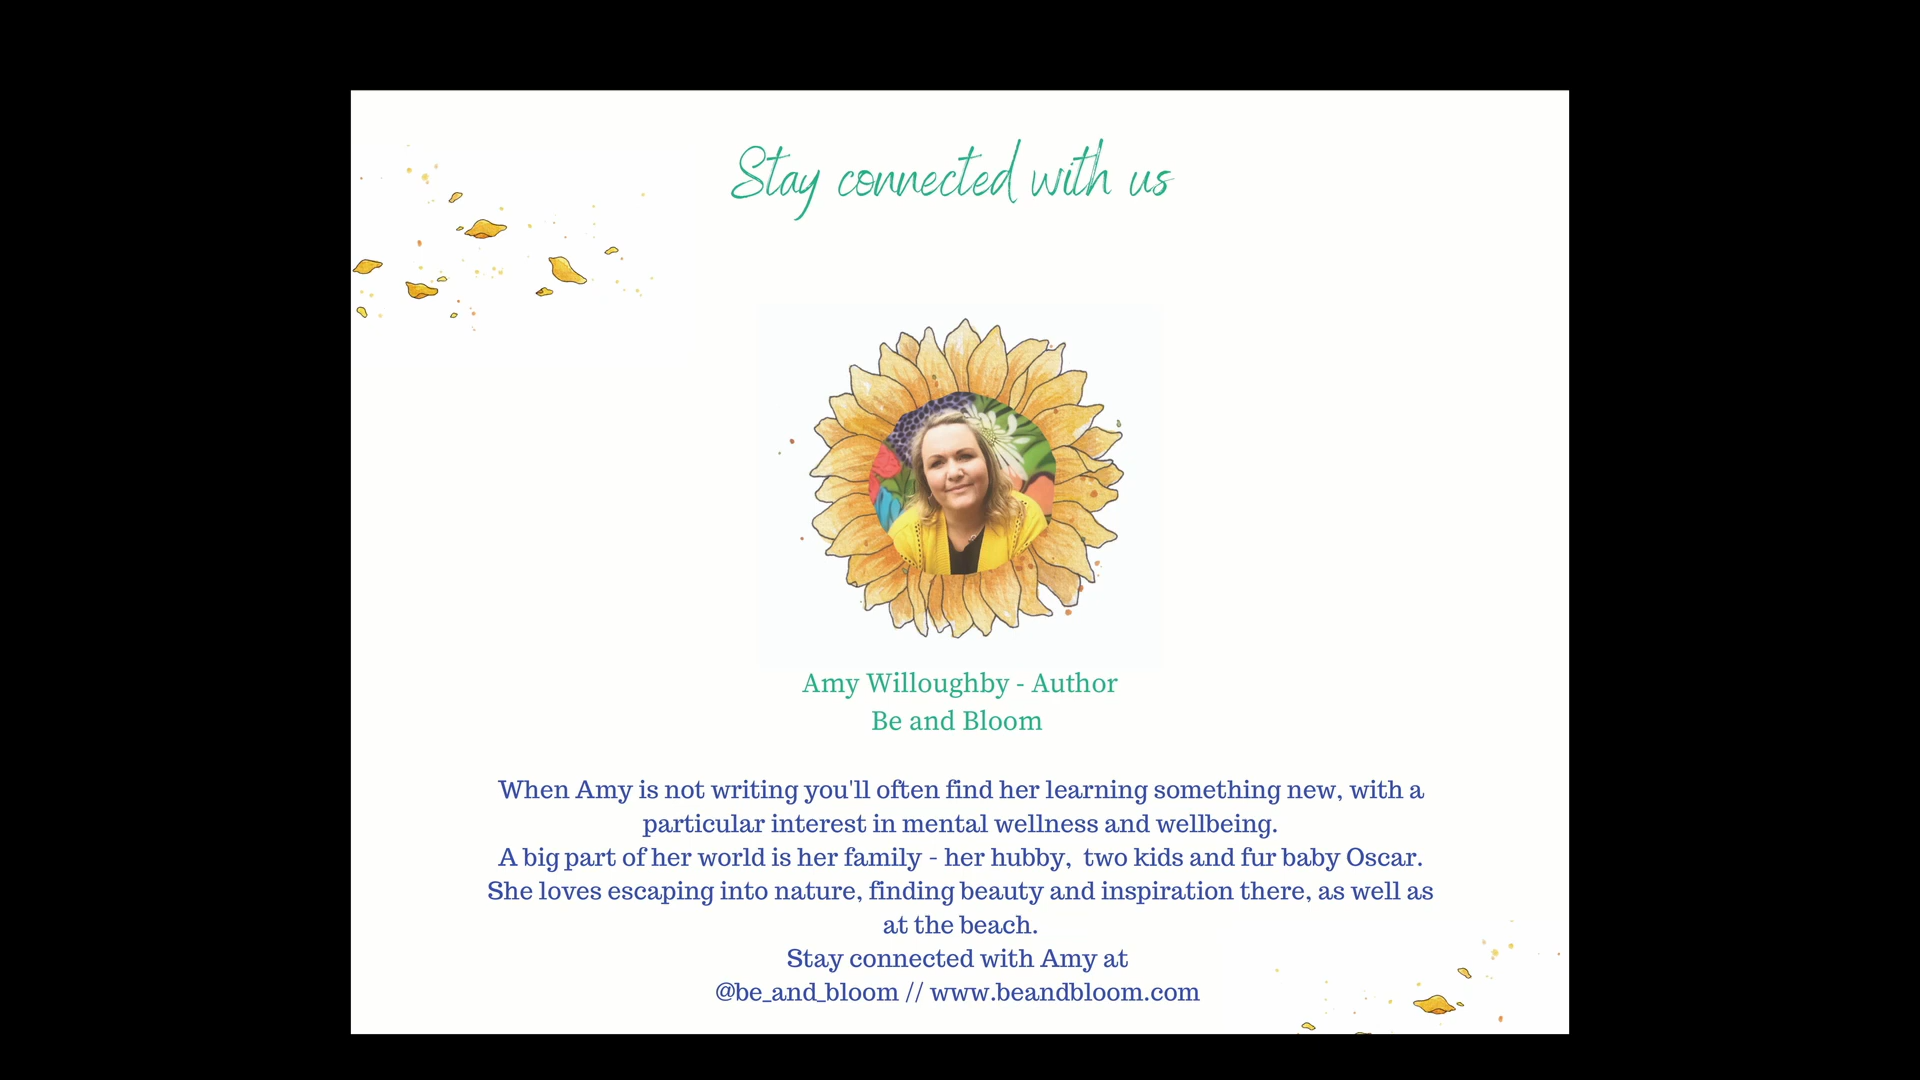 Stay connected with us
Amy Willoughby - Author
Be and Bloom
When Amy is not writing you'll often find her learning something new, with a
particular interest in mental wellness and wellbeing.
A big part of her world is her family - her hubby,  two kids and fur baby Oscar.
She loves escaping into nature, finding beauty and inspiration there, as well as
at the beach.
Stay connected with Amy at
@be_and_bloom // www.beandbloom.com